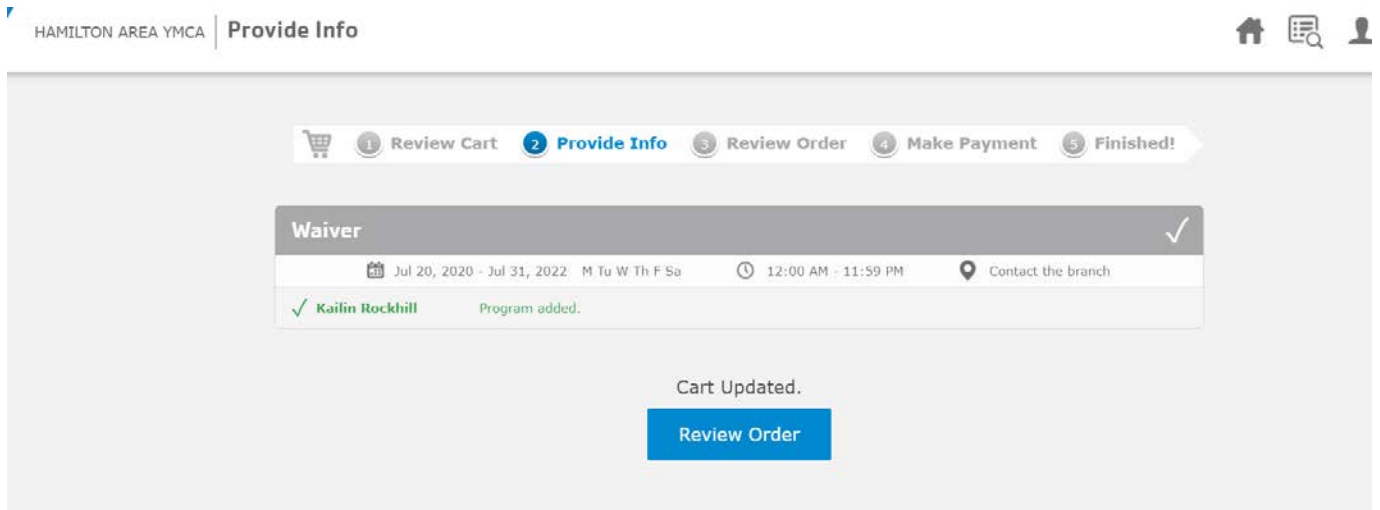 HAMILTON AREA YMCA Provide Info
1 Review Cart 2 Provide Info 3 Review Order 4 Make Payment 5 Finished!
Waiver
Jul 20, 2020 - Jul 31, 2022 M Tu W Th F Sa 12:00 AM - 11:59 PM Contact the branch
Kailin Rockhill Program added.
Cart Updated.
Review Order